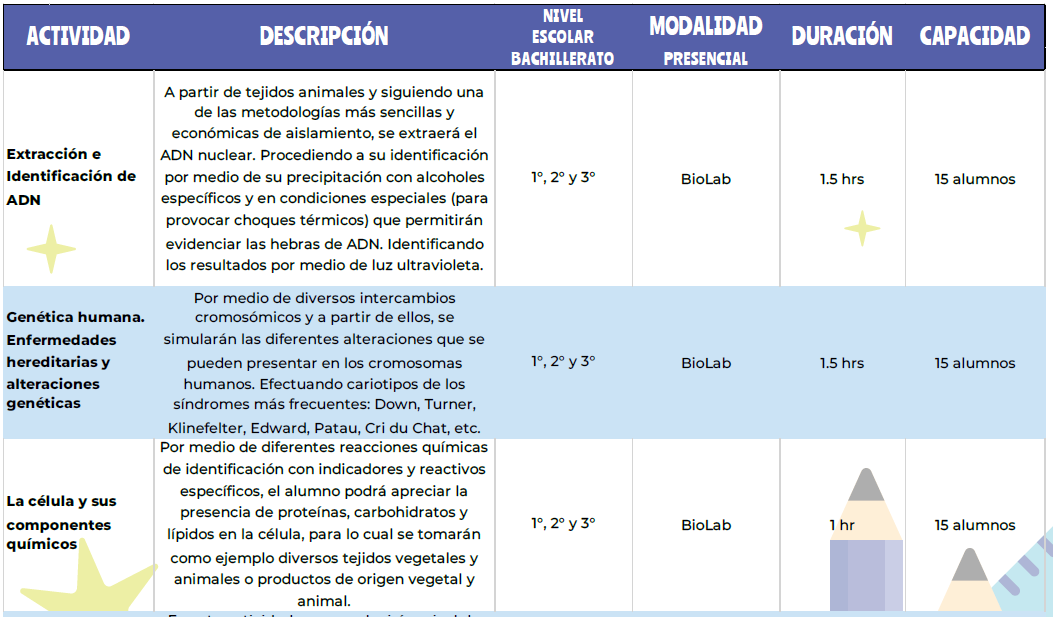 ACTIVIDAD
DESCRIPCIÓN
NIVEL
ESCOLAR
BACHILLERATO
MODALIDAD
PRESENCIAL
DURACIÓN
CAPACIDAD
Extracción e
Identificación de
ADN
A partir de tejidos animales y siguiendo una
de las metodologías más sencillas y
económicas de aislamiento, se extraerá el
ADN nuclear. Procediendo a su identificación
por medio de su precipitación con alcoholes
específicos y en condiciones especiales (para
provocar choques térmicos) que permitirán
evidenciar las hebras de ADN. Identificando
los resultados por medio de luz ultravioleta.
1°, 2° y 3°
BioLab
1.5 hrs
15 alumnos
Genética humana.
Enfermedades
hereditarias y
alteraciones
genéticas
Por medio de diversos intercambios
cromosómicos y a partir de ellos, se
simularán las diferentes alteraciones que se
pueden presentar en los cromosomas
humanos. Efectuando cariotipos de los
síndromes más frecuentes: Down, Turner,
Klinefelter, Edward, Patau, Cri du Chat, etc.
1°, 2° y 3°
BioLab
1.5 hrs
15 alumnos
La célula y sus
componentes
químicos
Por medio de diferentes reacciones químicas
de identificación con indicadores y reactivos
específicos, el alumno podrá apreciar la
presencia de proteínas, carbohidratos y
lípidos en la célula, para lo cual se tomarán
como ejemplo diversos tejidos vegetales y
animales o productos de origen vegetal y
animal.
1°, 2° y 3°
BioLab
1 hr
15 alumnos